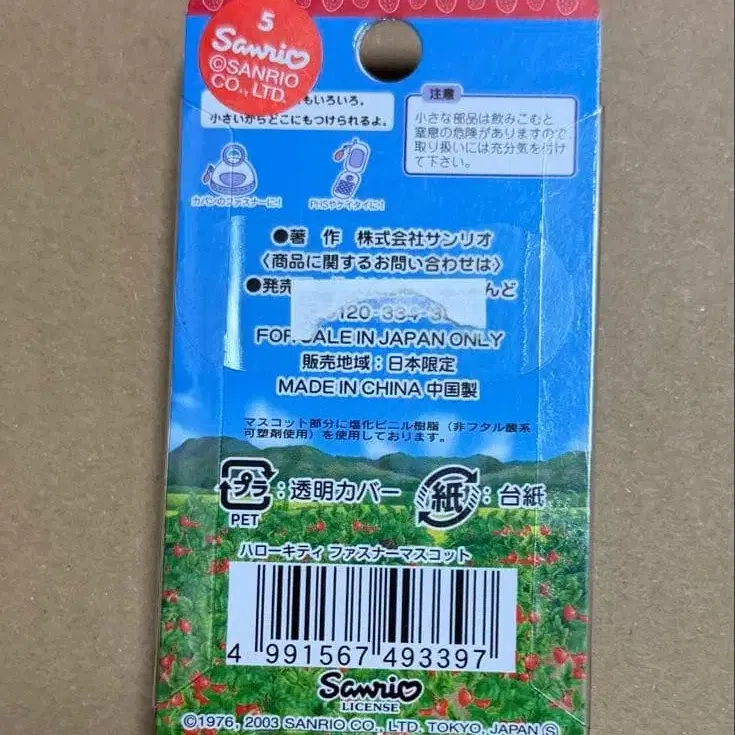 5
Sanrio
©SANRIO
CO., LTD.
もいろいろ。
小さいからどこにもつけられるよ。
注意
小さな部品は飲みこむと
窒息の危険がありますので
取り扱いには充分気を付け
て下さい。
カバンのファスナーに!
PHSやケイタイに!
●著 作 株式会社サンリオ
〈商品に関するお問い合わせは〉
●発売 んど
0120-334-3
FOR SALE IN JAPAN ONLY
販売地域:日本限定
MADE IN CHINA 中国製
マスコット部分に塩化ビニル樹脂(非フタル酸系
可塑剤使用)を使用しております。
プラ
PET
:透明カバー
紙
:台紙
ハローキティ ファスナーマスコット
4 991567 493397
Sanrio
LICENSE
©1976, 2003 SANRIO CO., LTD. TOKYO, JAPAN Ⓢ